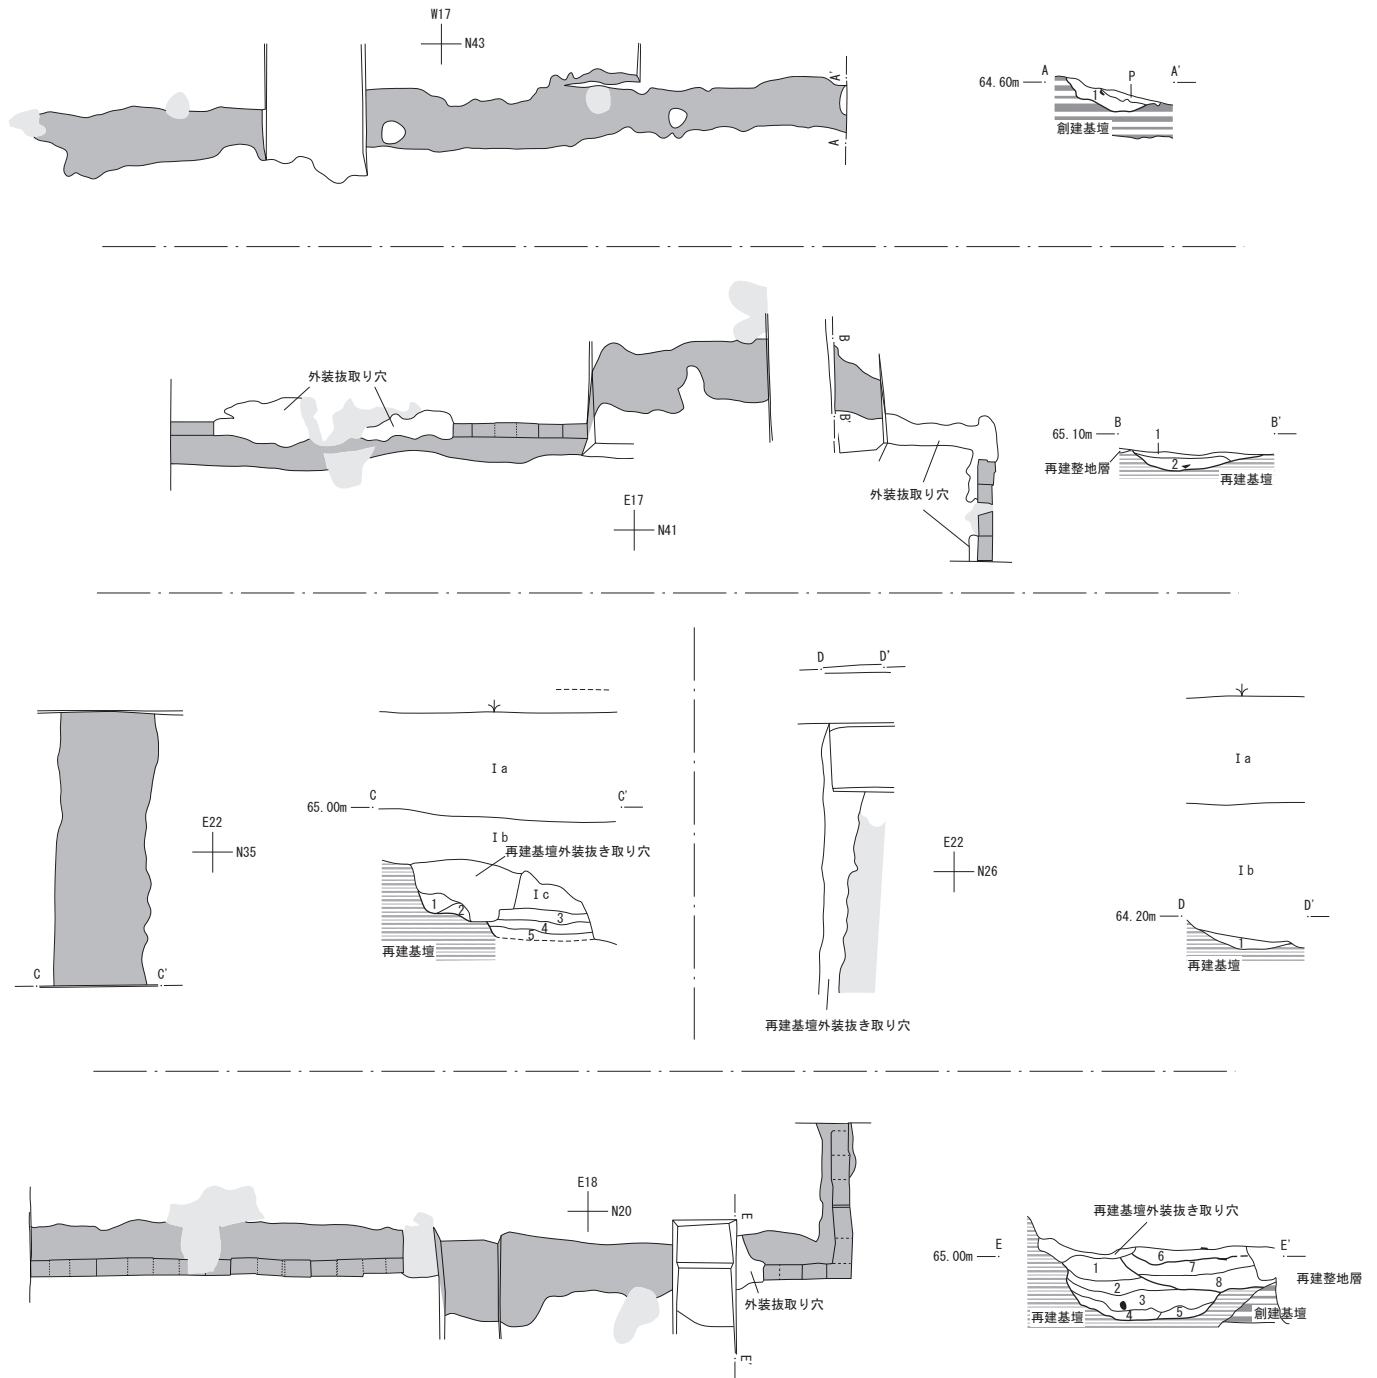 W17
N43
A'
A
64.60m
A
P
A'
1
創建基壇
外装抜取り穴
B
B'
外装抜取り穴
E17
N41
65.10m
B
1
B'
2
再建整地層
再建基壇
E22
N35
C
C'
Ⅰa
65.00m
C
C'
Ⅰb
再建基壇外装抜き取り穴
Ⅰc
1
2
3
4
5
再建基壇
D
D'
E22
N26
再建基壇外装抜き取り穴
Ⅰa
Ⅰb
64.20m
D
D'
1
再建基壇
E18
N20
E
E'
外装抜取り穴
再建基壇外装抜き取り穴
65.00m
E
E'
1
2
3
4
5
6
7
8
再建整地層
再建基壇
創建基壇